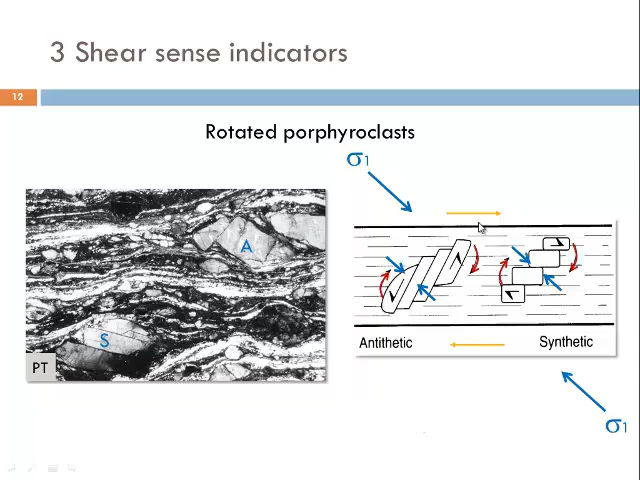 3 Shear sense indicators
12
Rotated porphyroclasts
σ1
A
S
PT
Antithetic
Synthetic
σ1